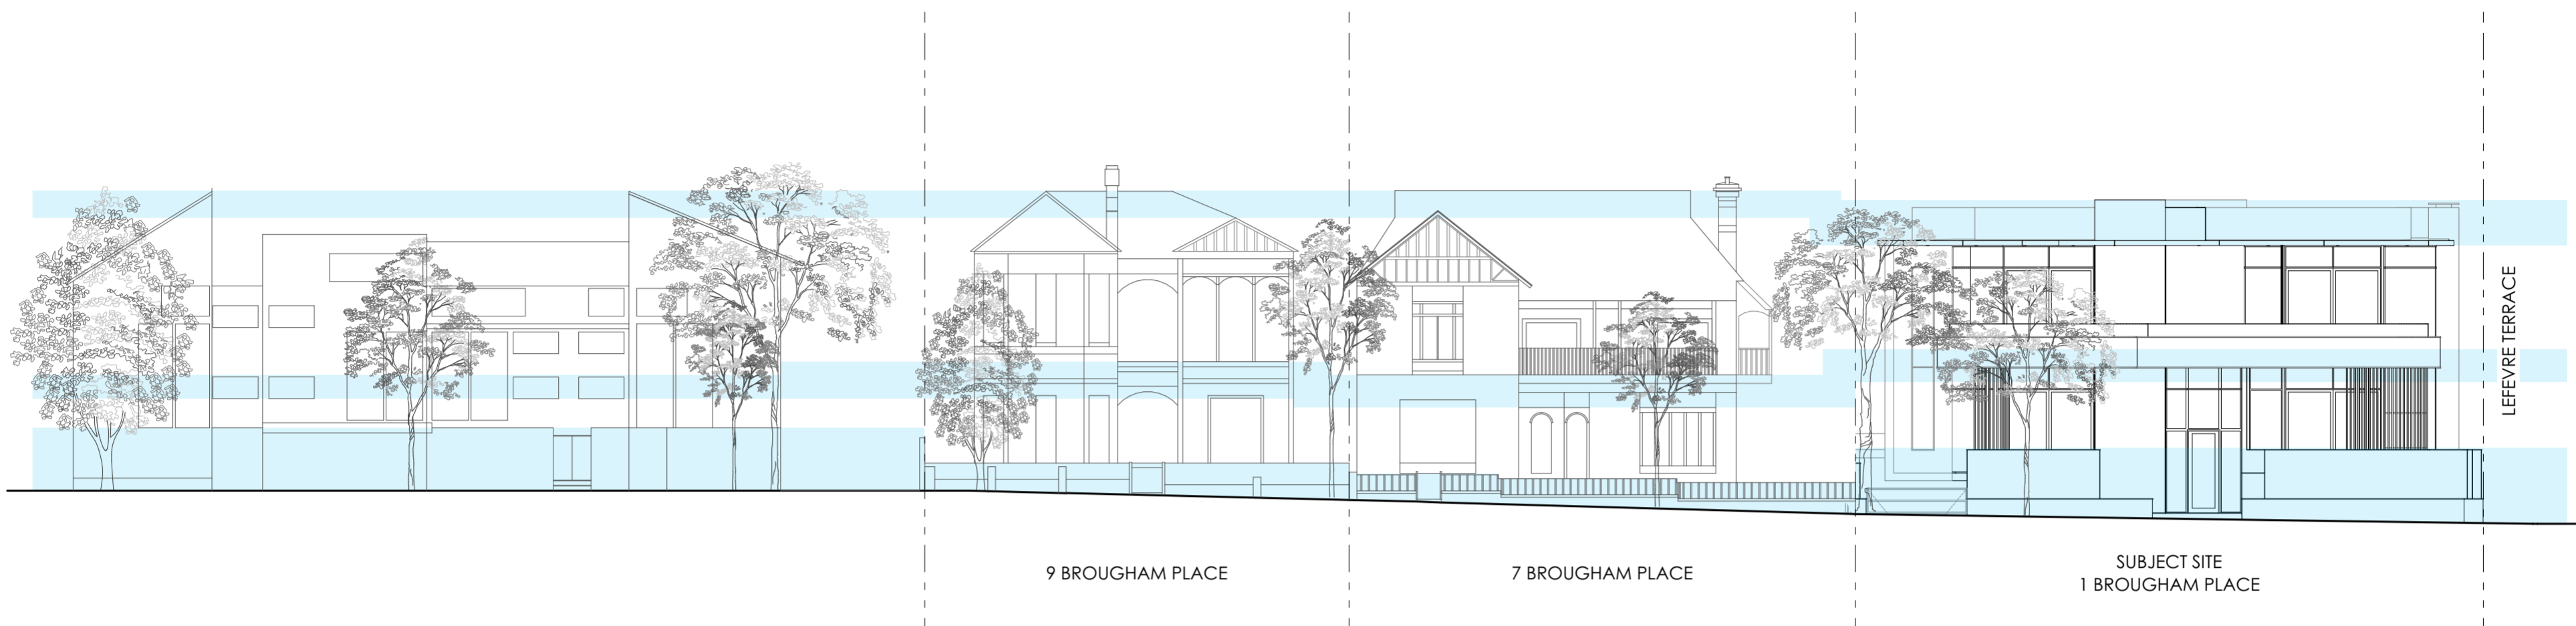 9 BROUGHAM PLACE
7 BROUGHAM PLACE
SUBJECT SITE
1 BROUGHAM PLACE
LEFEVRE TERRACE